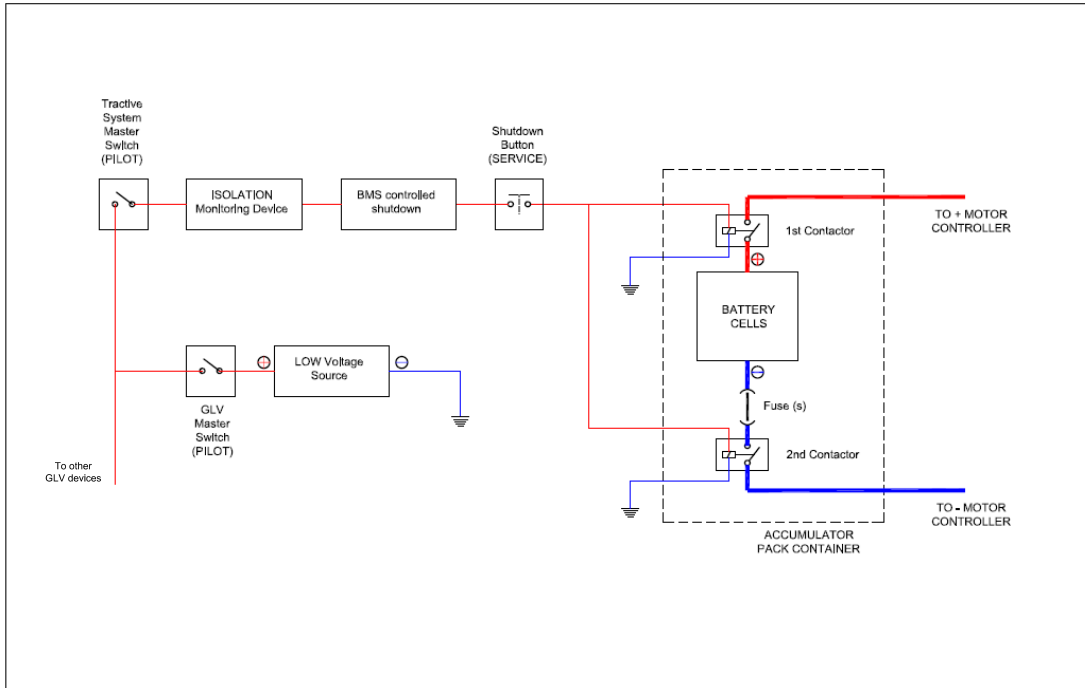 Tractive
System
Master
Switch
(PILOT)
ISOLATION
Monitoring Device
BMS controlled
shutdown
Shutdown
Button
(SERVICE)
1st Contactor
TO + MOTOR
CONTROLLER
BATTERY
CELLS
LOW Voltage
Source
GLV
Master
Switch
(PILOT)
Fuse (s)
2nd Contactor
To other
GLV devices
TO - MOTOR
CONTROLLER
ACCUMULATOR
PACK CONTAINER